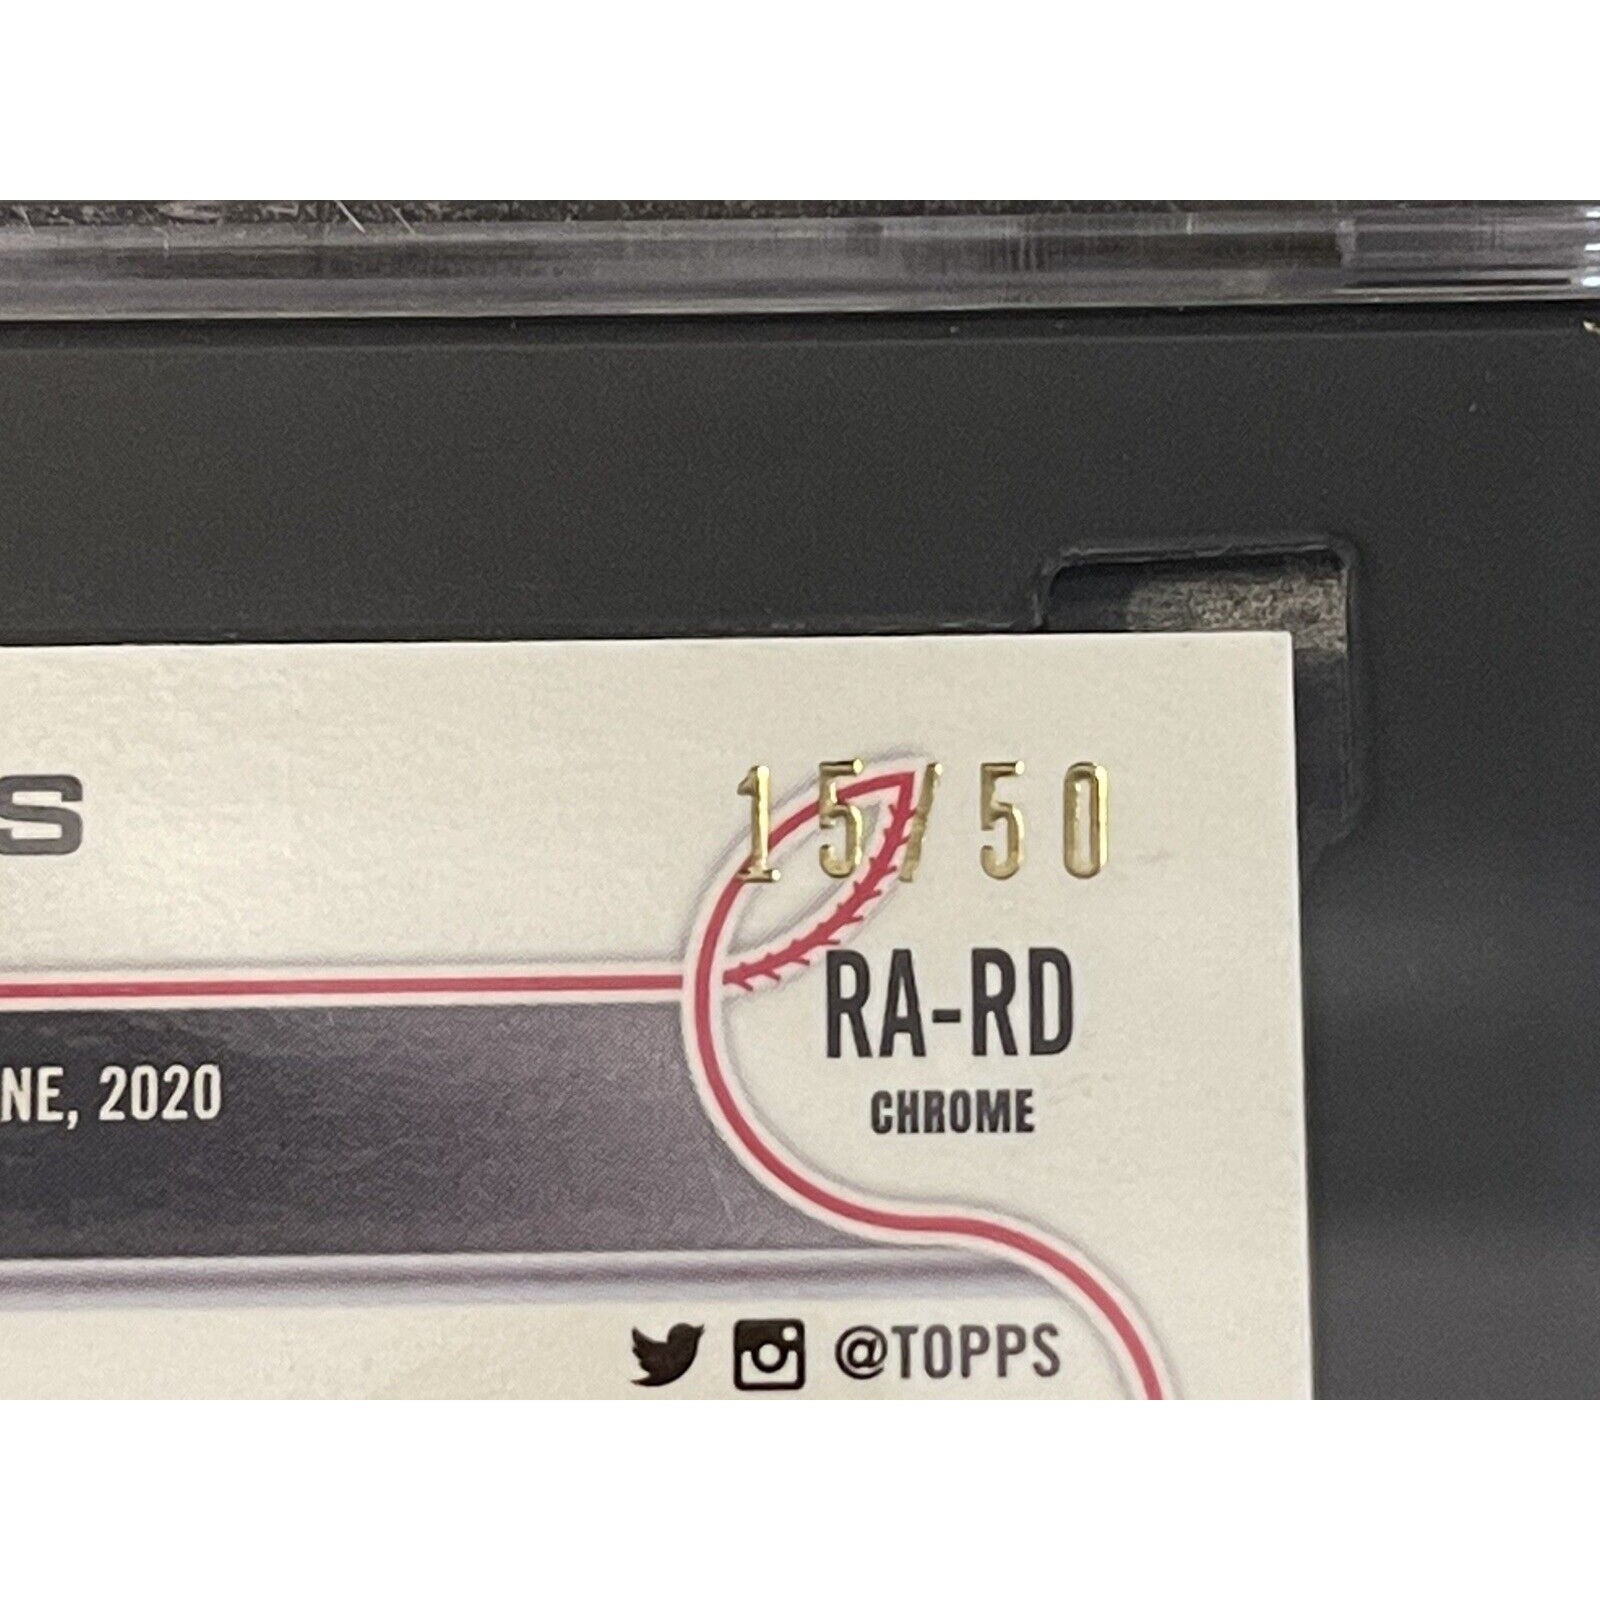 15/50
S
RA-RD
CHROME
NE, 2020
@TOPPS